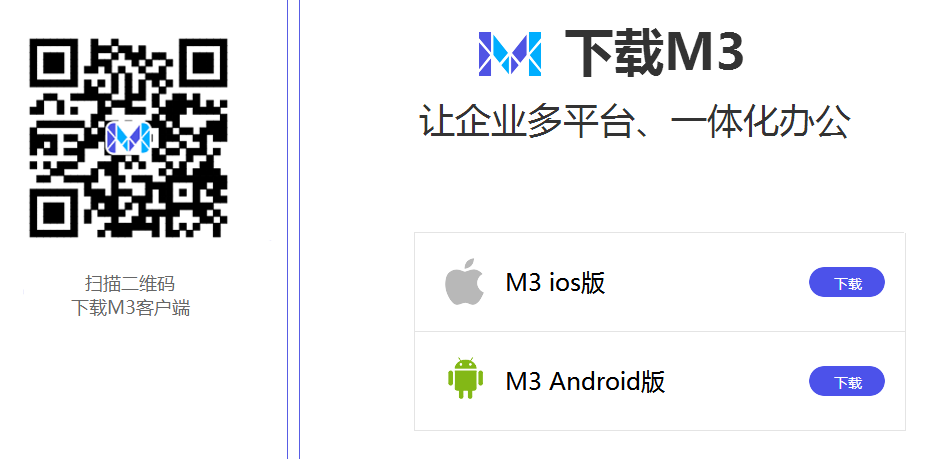 扫描二维码
下载M3客户端
下载M3
让企业多平台、一体化办公
M3 ios版
下载
M3 Android版
下载